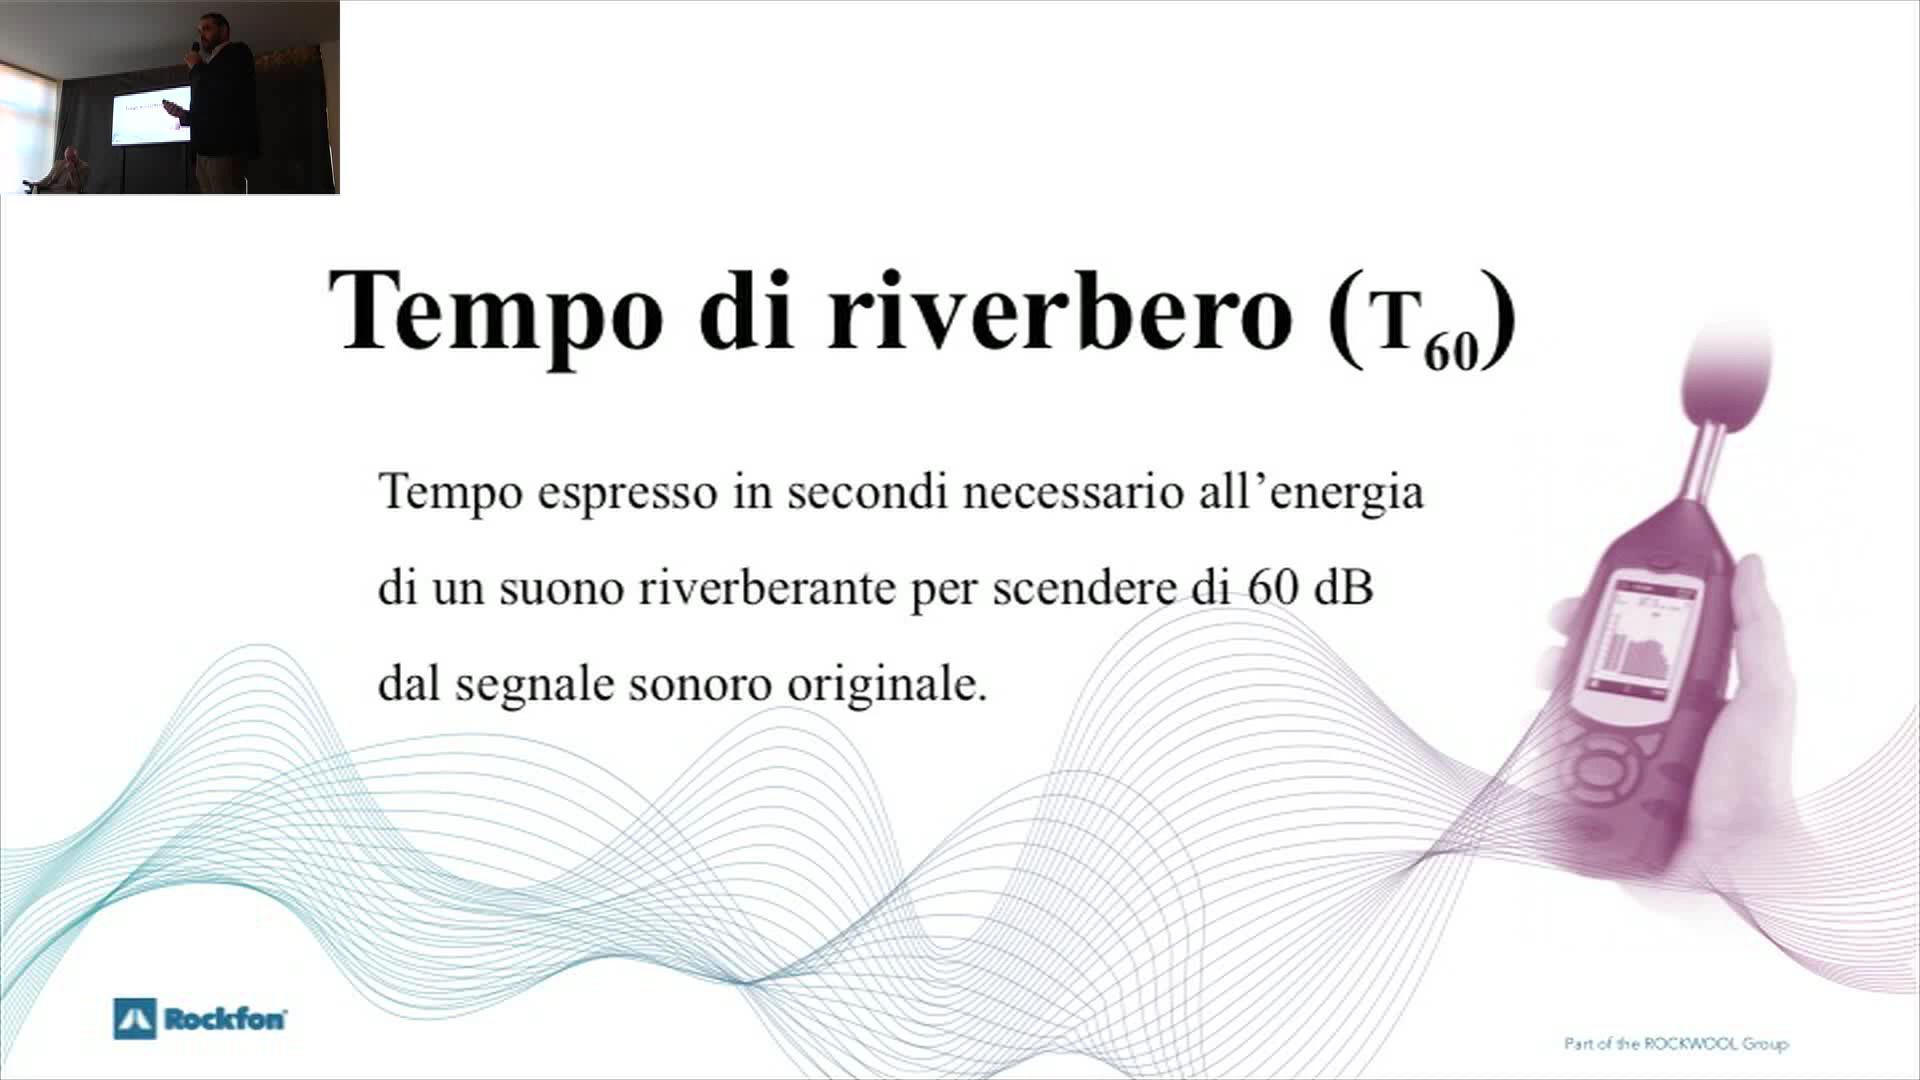 Tempo di riverbero (T60)
Tempo espresso in secondi necessario all’energia
di un suono riverberante per scendere di 60 dB
dal segnale sonoro originale.
Rockfon
Part of the ROCKWOOL Group